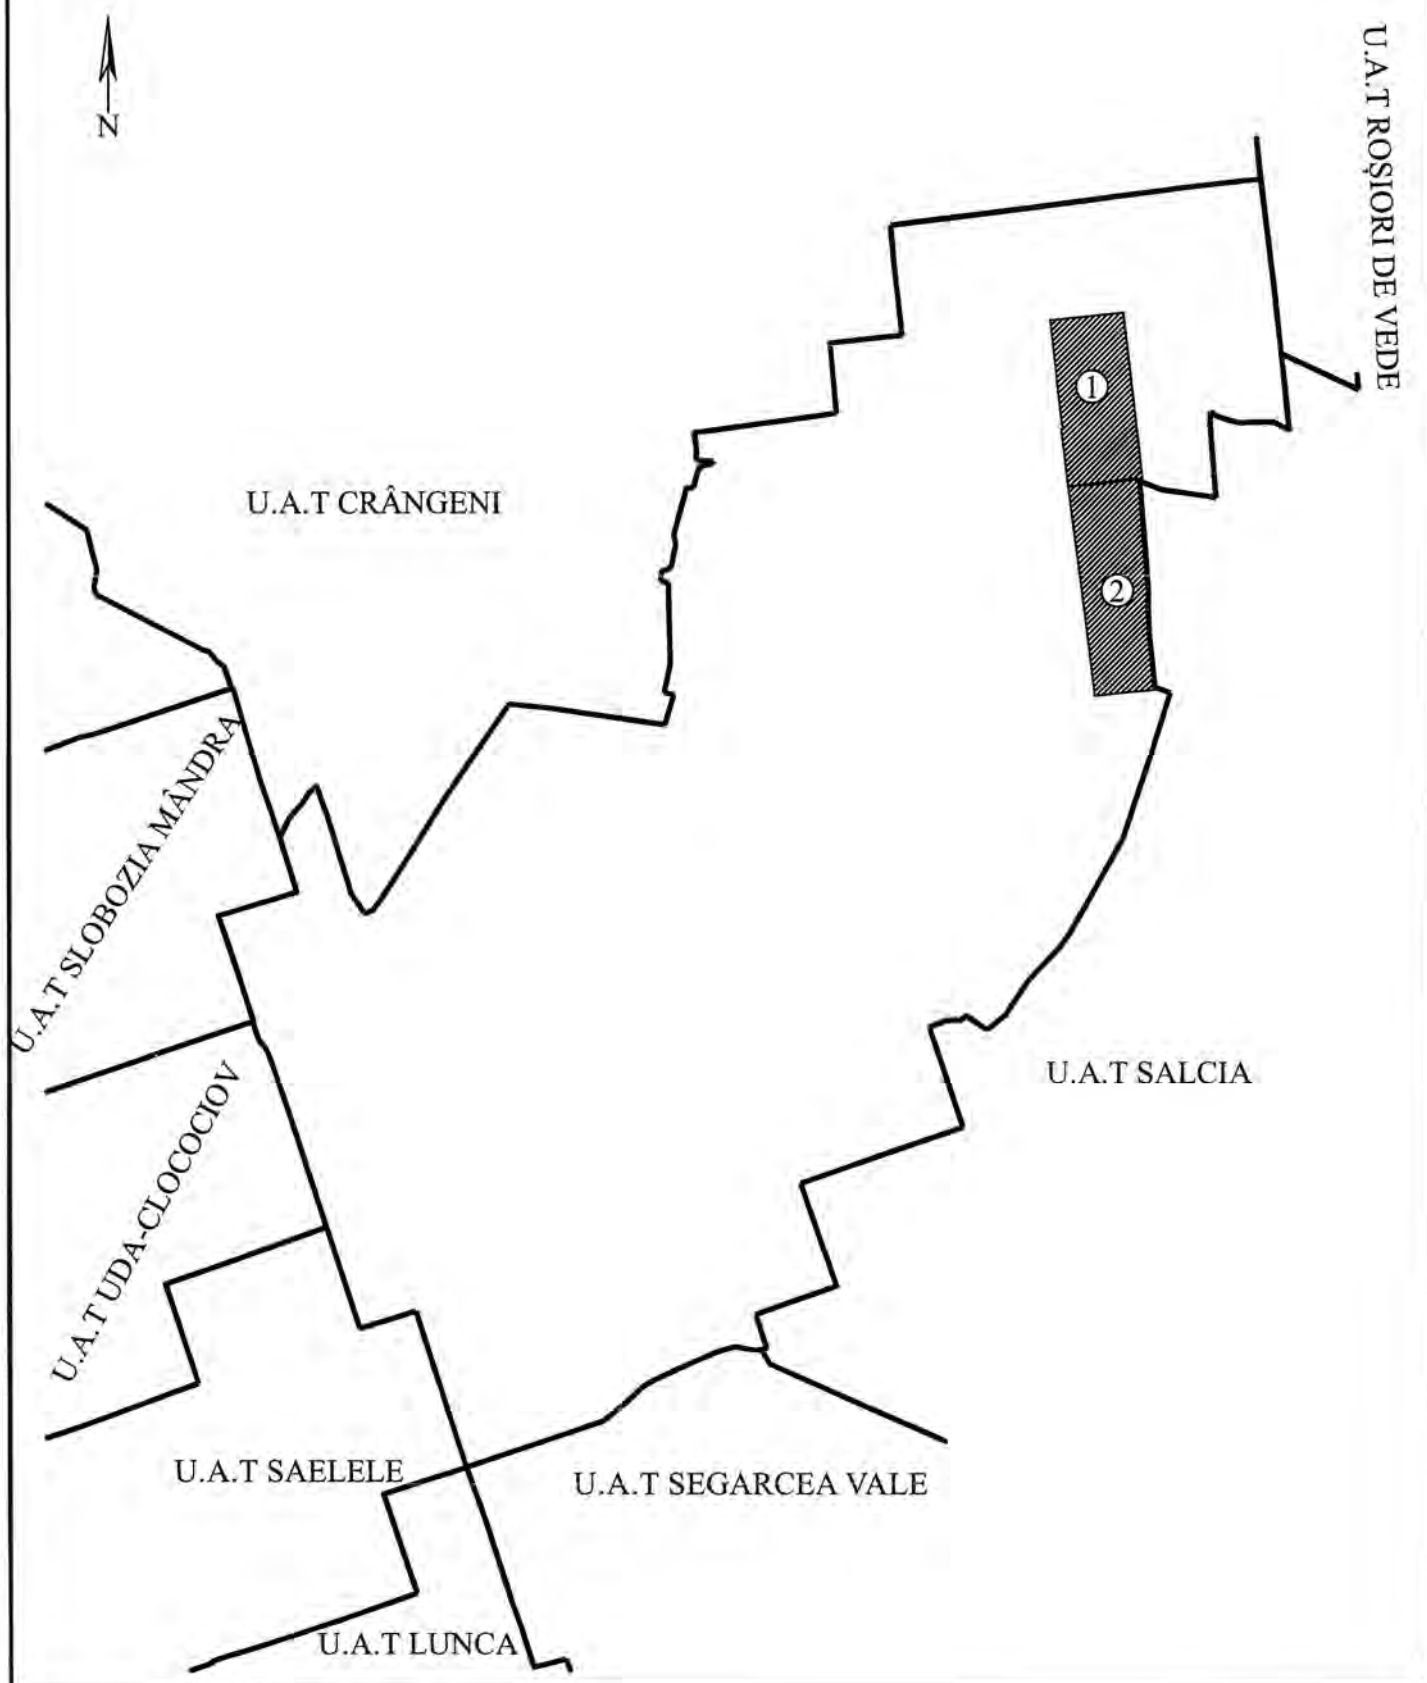 N
U.A.T ROȘIORI DE VEDE
1
U.A.T CRÂNGENI
2
U.A.T SLOBOZIA MÂNDRA
U.A.T SALCIA
U.A.T UDA-CLOCOCIOV
U.A.T SAELELE
U.A.T SEGARCEA VALE
U.A.T LUNCA